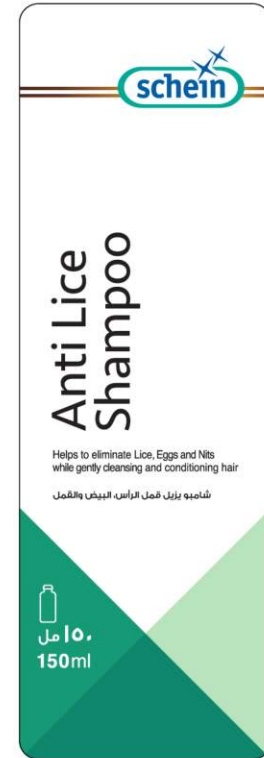 schein
Anti Lice
Shampoo
Helps to eliminate Lice, Eggs and Nits
while gently cleansing and conditioning hair
شامبو يزيل قمل الرأس، البيض والقمل
١٥٠ مل
150ml